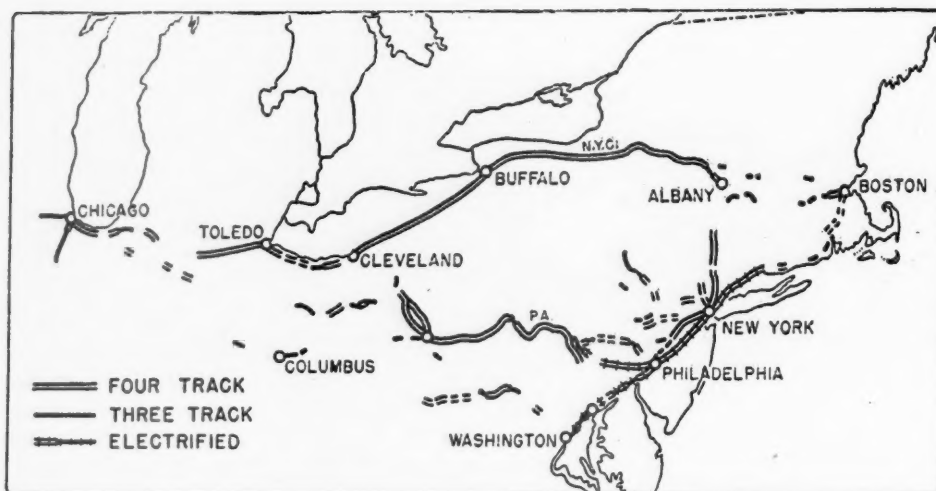 N.Y.C.
BUFFALO
ALBANY
BOSTON
CHICAGO
TOLEDO
CLEVELAND
PA.
NEW YORK
COLUMBUS
PHILADELPHIA
FOUR TRACK
THREE TRACK
ELECTRIFIED
WASHINGTON